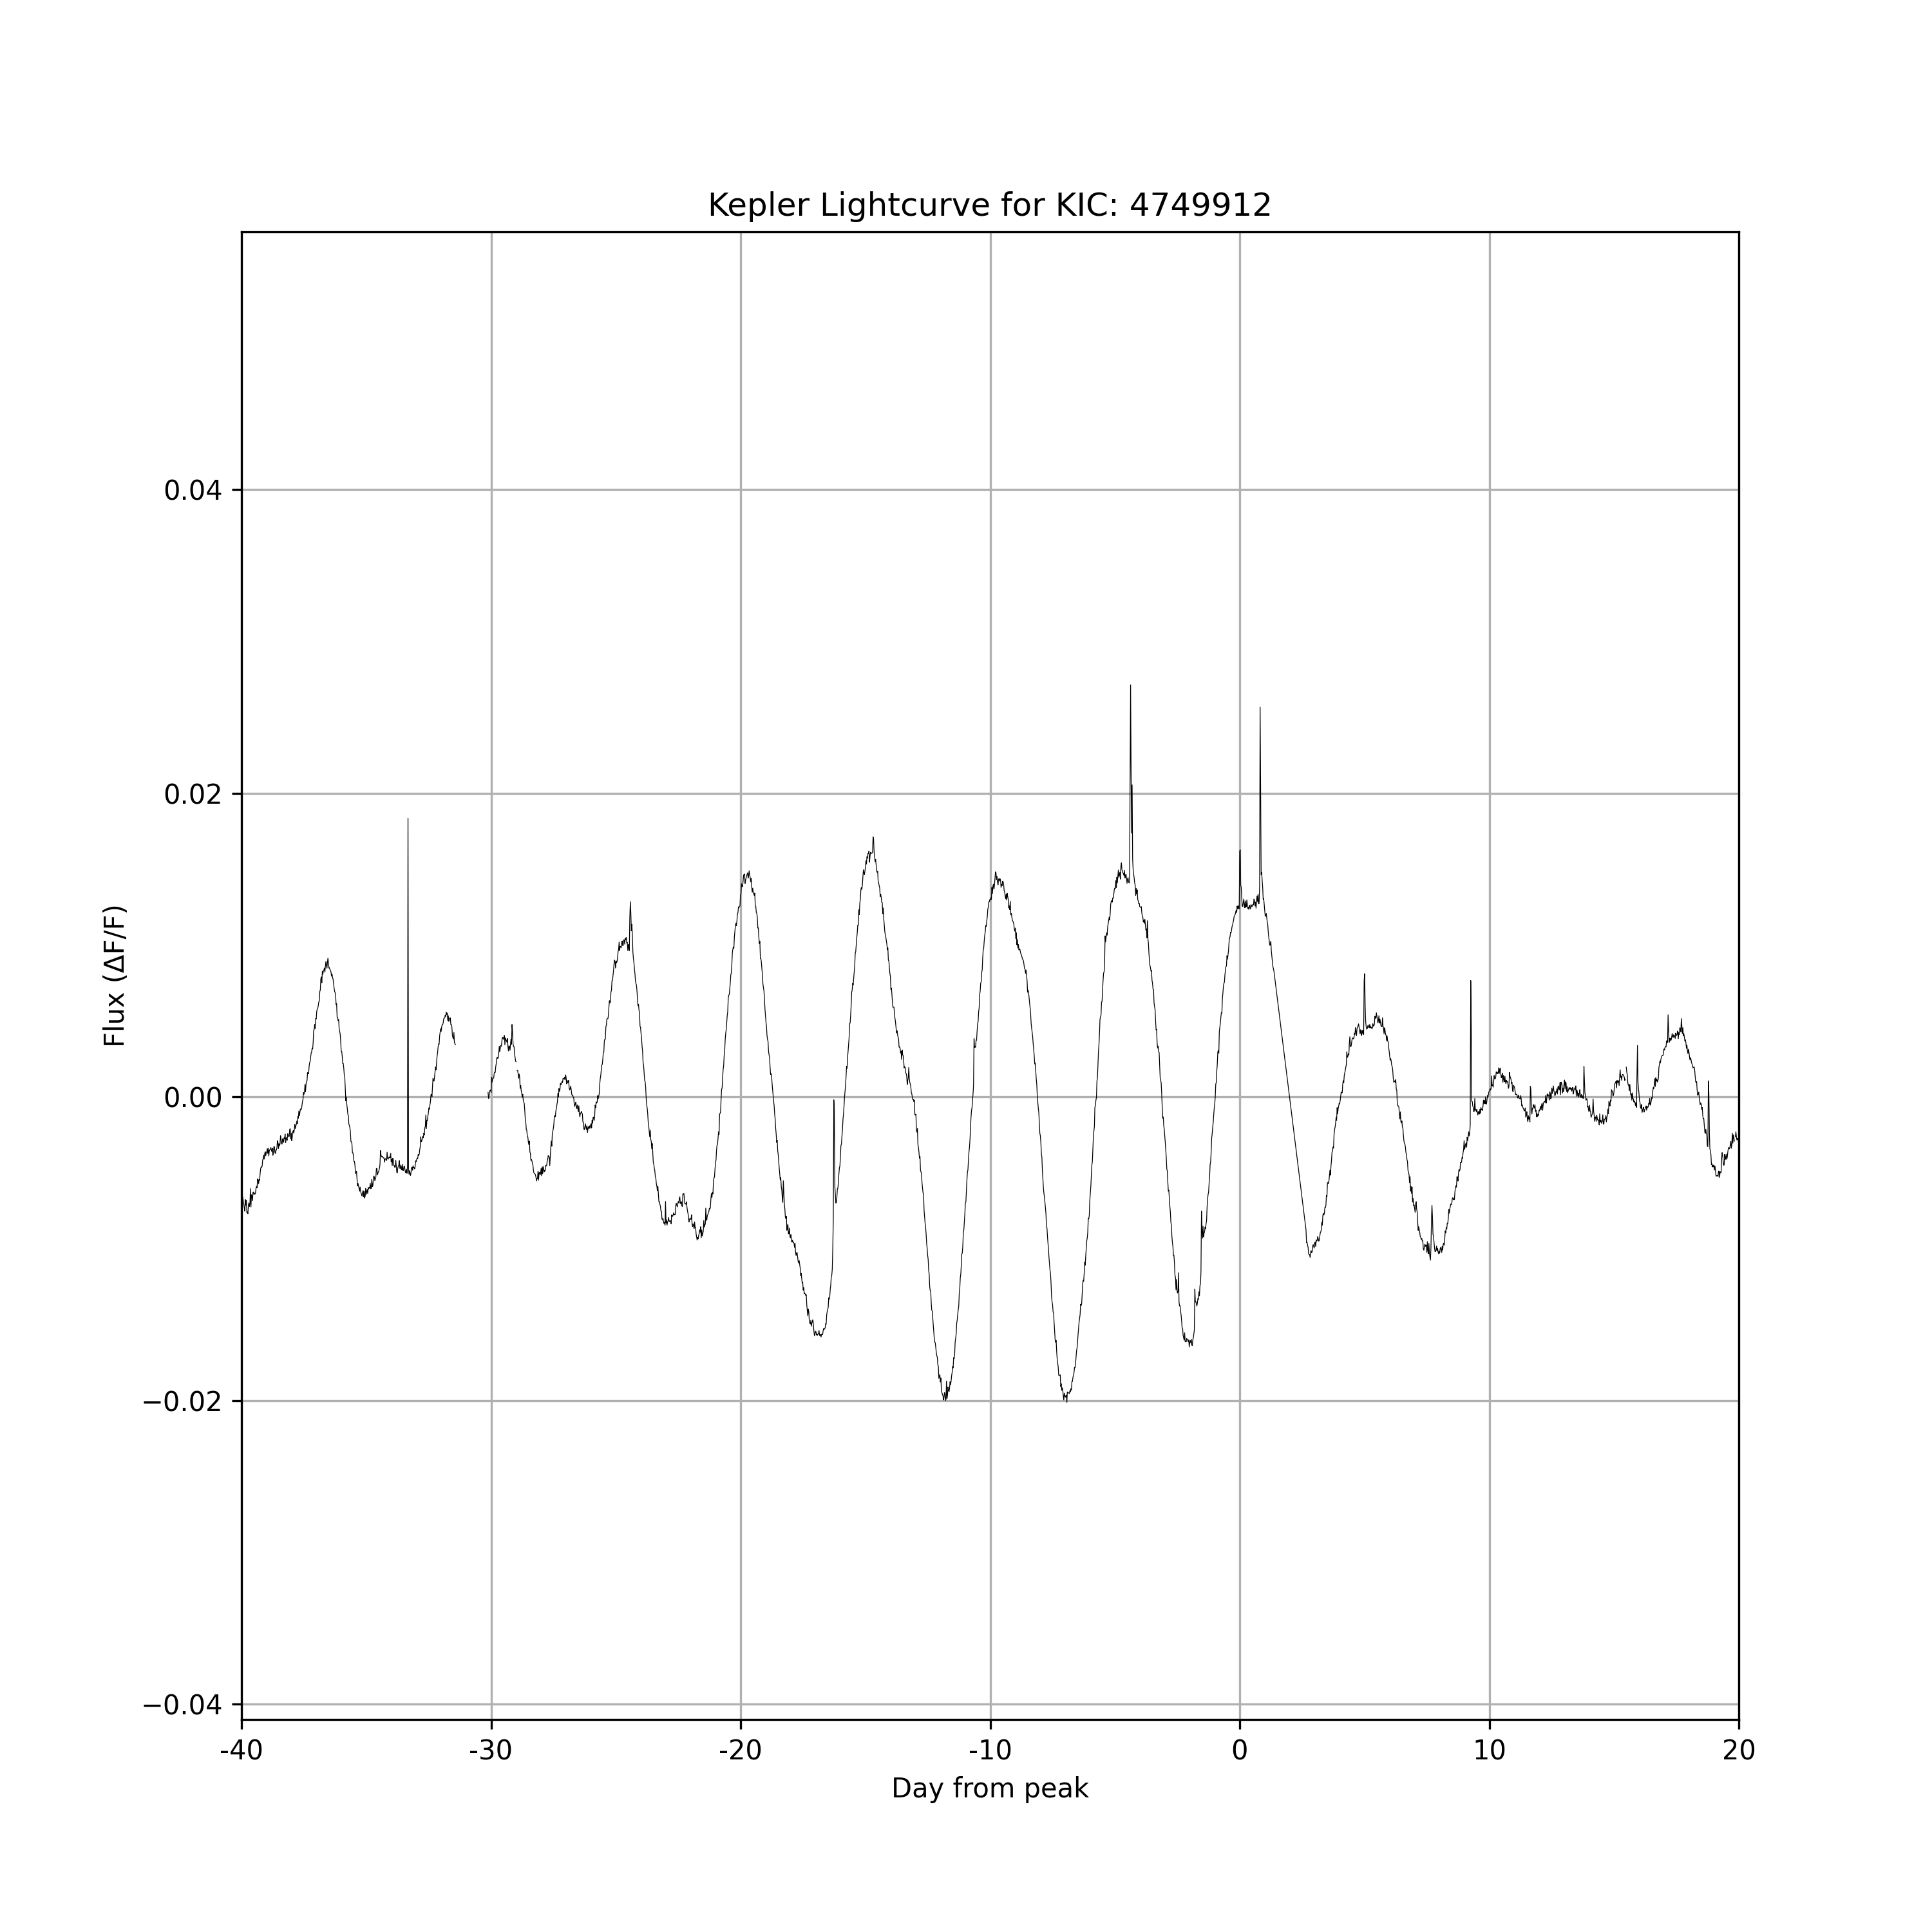 Kepler Lightcurve for KIC: 4749912
Flux (ΔF/F)
0.04
0.02
0.00
−0.02
−0.04
-40 -30 -20 -10 0 10 20
Day from peak